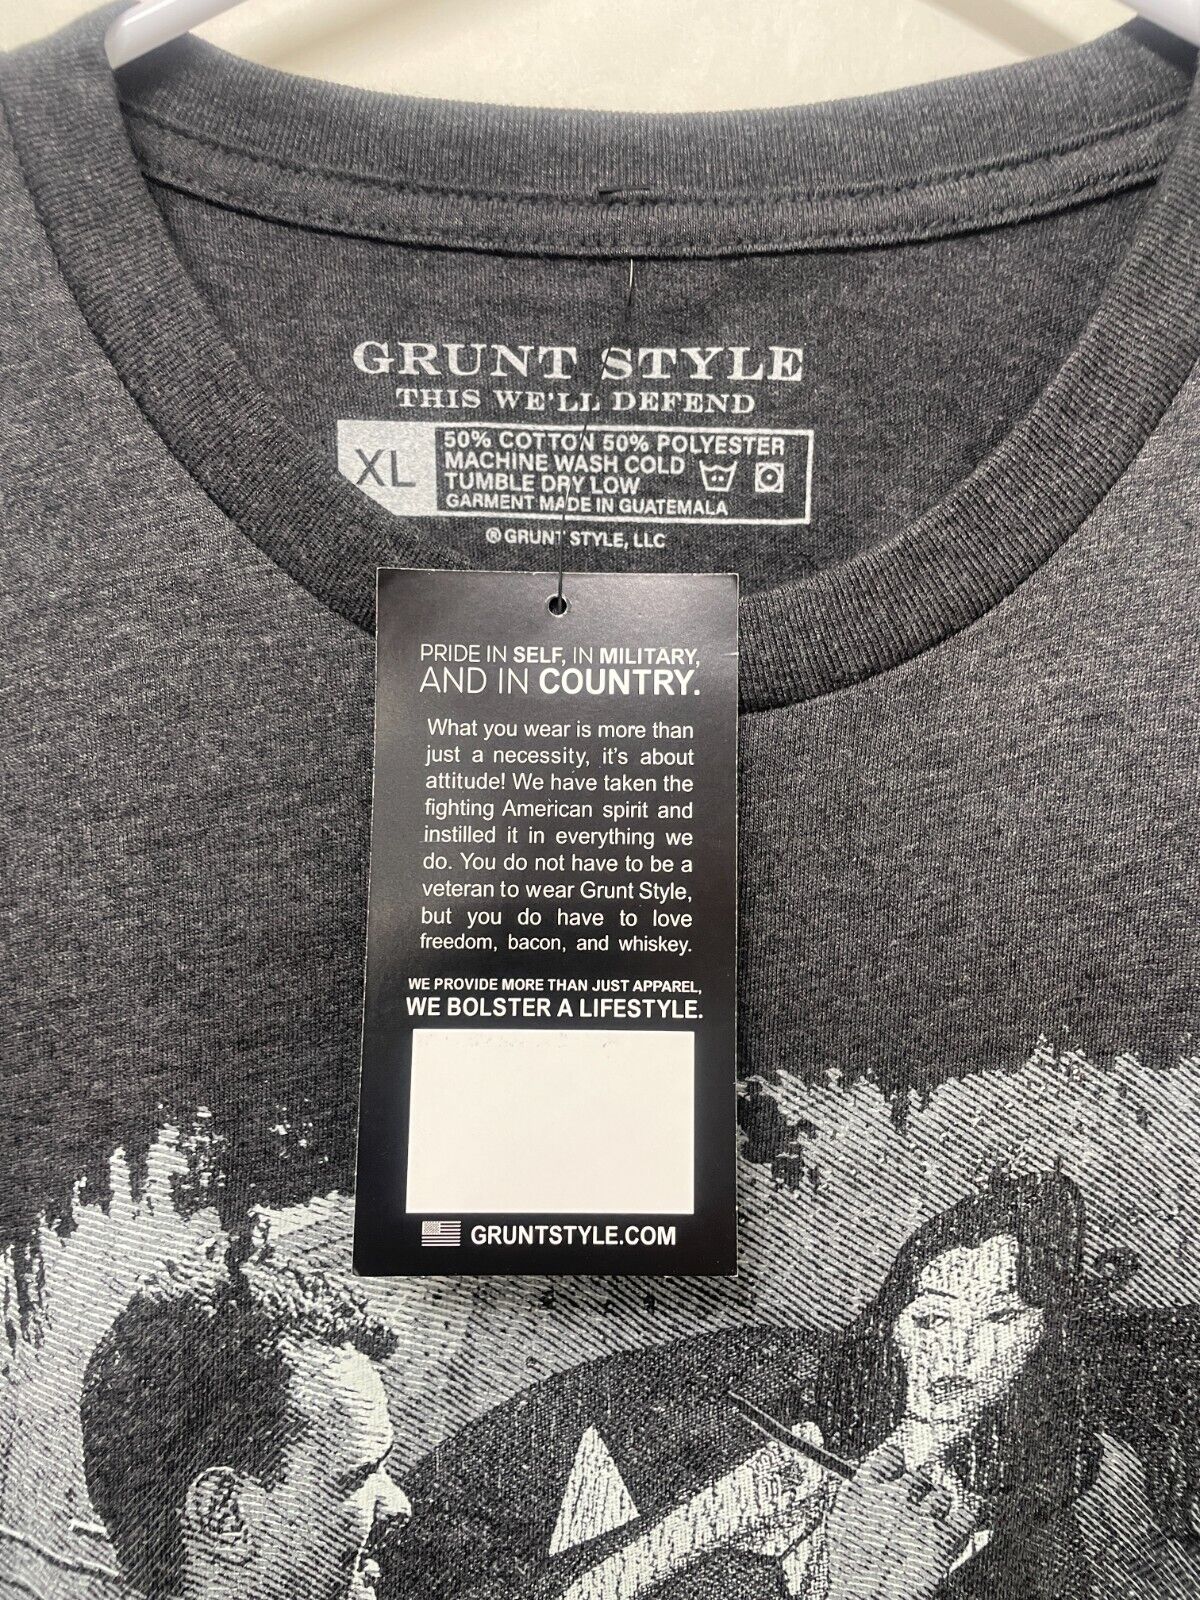 GRUNT STYLE
THIS WE'LL DEFEND
XL
50% COTTON 50% POLYESTER
MACHINE WASH COLD
TUMBLE DRY LOW
GARMENT MADE IN GUATEMALA
® GRUNT STYLE, LLC
PRIDE IN SELF, IN MILITARY,
AND IN COUNTRY.
What you wear is more than
just a necessity, it's about
attitude! We have taken the
fighting American spirit and
instilled it in everything we
do. You do not have to be a
veteran to wear Grunt Style,
but you do have to love
freedom, bacon, and whiskey.
WE PROVIDE MORE THAN JUST APPAREL,
WE BOLSTER A LIFESTYLE.
GRUNTSTYLE.COM